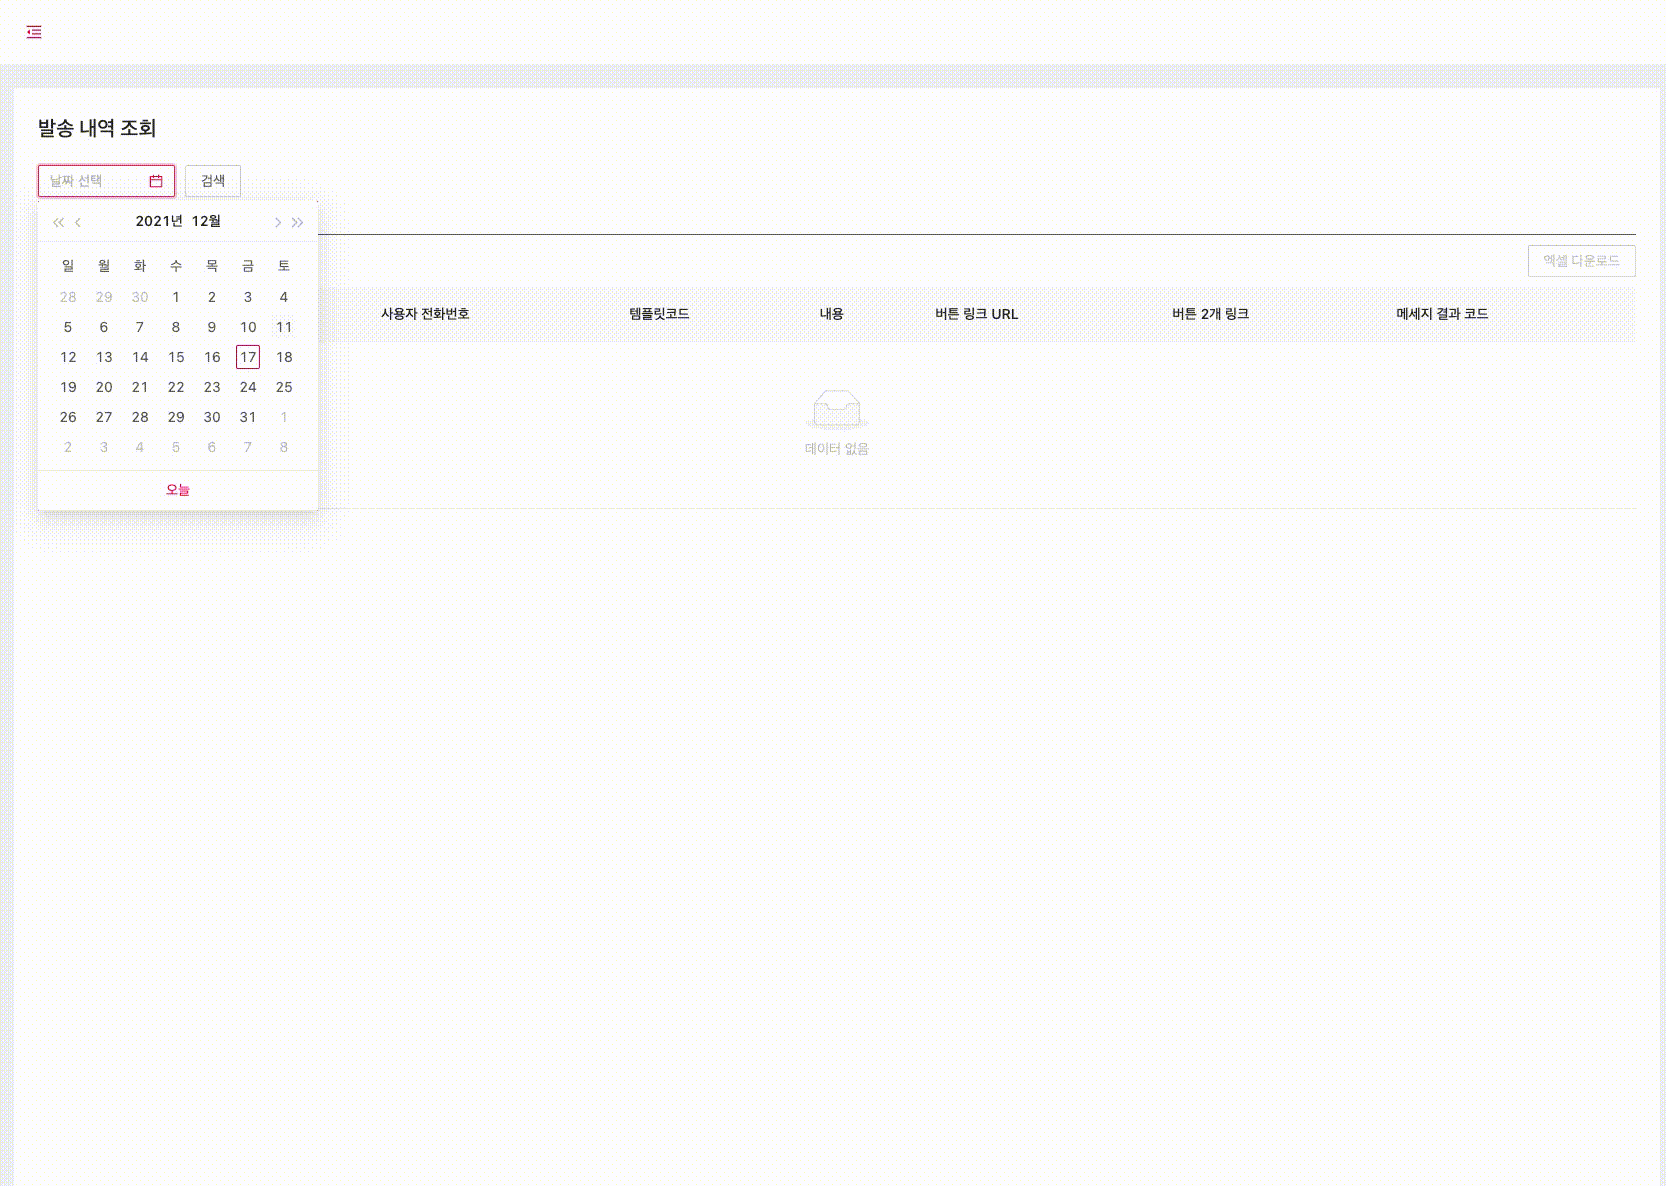 발송 내역 조회
날짜 선택 검색
2021년 12월
엑셀 다운로드
일 월 화 수 목 금 토
28 29 30 1 2 3 4
사용자 전화번호 템플릿코드 내용 버튼 링크 URL 버튼 2개 링크 메세지 결과 코드
5 6 7 8 9 10 11
12 13 14 15 16 17 18
19 20 21 22 23 24 25
26 27 28 29 30 31 1
2 3 4 5 6 7 8
데이터 없음
오늘